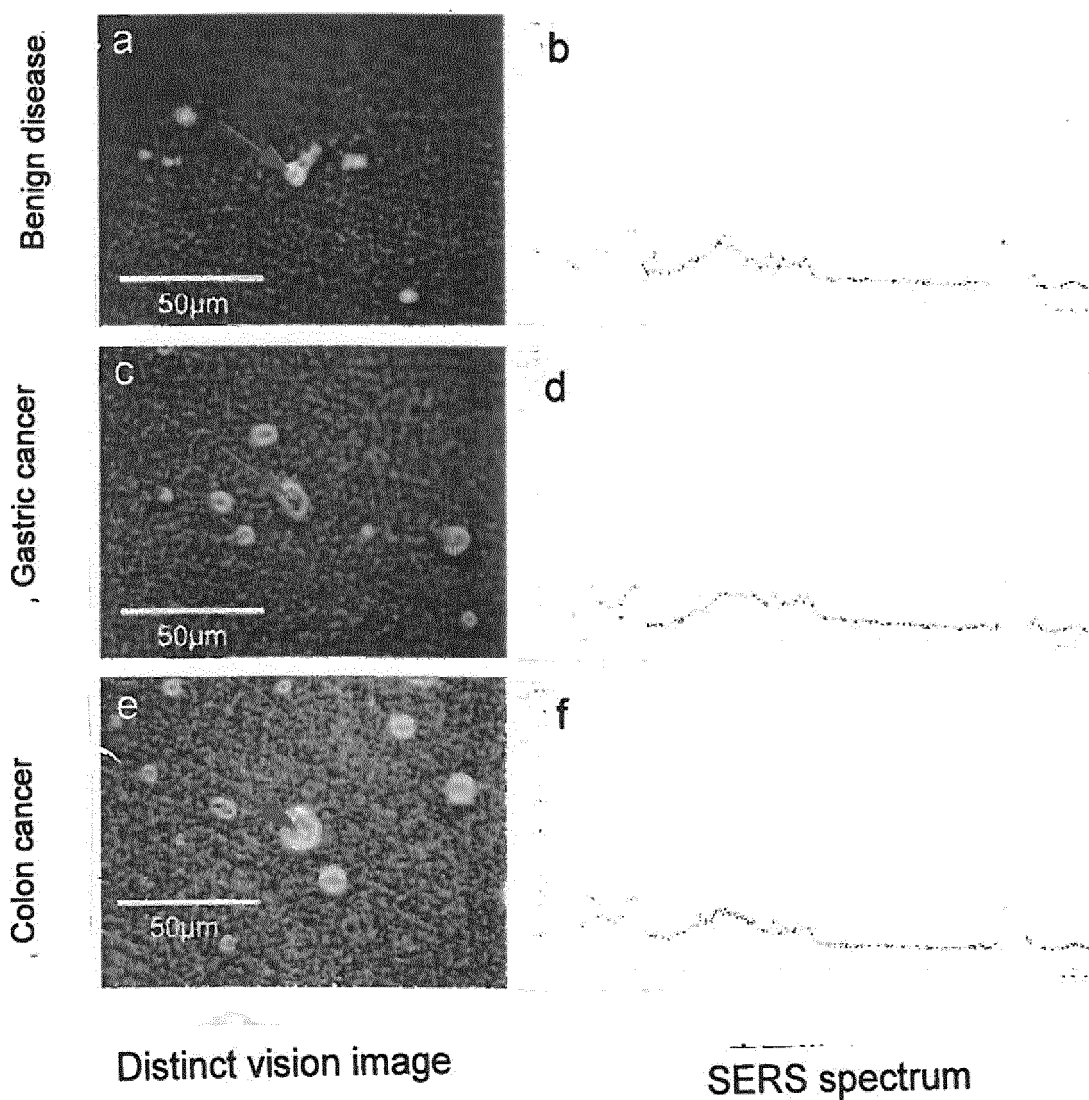 Benign disease.
a
50µm
b
, Gastric cancer
c
50µm
d
, Colon cancer
e
50µm
f
Distinct vision image
SERS spectrum